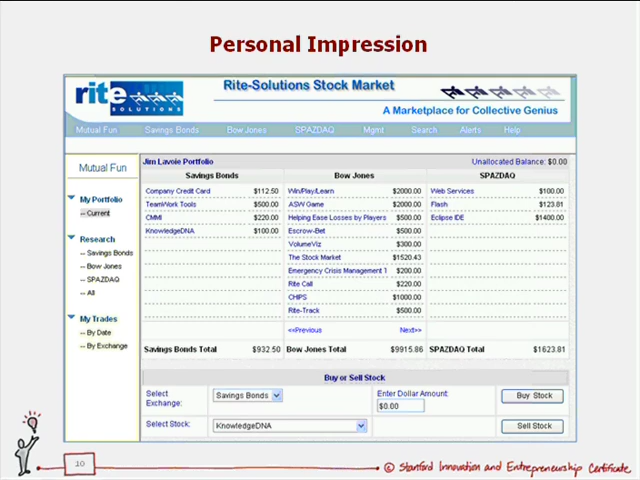 Personal Impression
rite SOLUTIONS
Rite-Solutions Stock Market
A Marketplace for Collective Genius
Mutual Fun Savings Bonds Bow Jones SPAZDAQ Mgmt Search Alerts Help
Mutual Fun
My Portfolio
Current
Research
Savings Bonds
Bow Jones
SPAZDAQ
All
My Trades
By Date
By Exchange
Jim Lavoie Portfolio Unallocated Balance: $0.00
Savings Bonds Bow Jones SPAZDAQ
Company Credit Card $112.50 Win/Play/Learn $2000.00 Web Services $100.00
TeamWork Tools $500.00 ASW Game $2000.00 Flash $123.81
CMMI $220.00 Helping Ease Losses by Players $500.00 Eclipse IDE $1400.00
KnowledgeDNA $100.00 Escrow-Bet $500.00
VolumeViz $300.00
The Stock Market $1520.43
Emergency Crisis Management 1 $200.00
Rite Call $220.00
CHIPS $1000.00
Rite-Track $500.00
<<Previous Next>>
Savings Bonds Total $932.50 Bow Jones Total $9915.86 SPAZDAQ Total $1623.81
Buy or Sell Stock
Select Exchange: Savings Bonds Enter Dollar Amount: $0.00 Buy Stock
Select Stock: KnowledgeDNA Sell Stock
10
© Stanford Innovation and Entrepreneurship Certificate